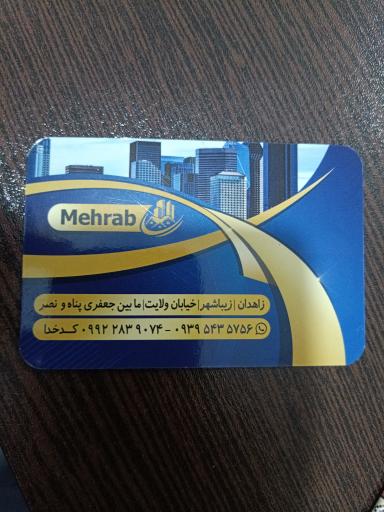 Mehrab
زاهدان | زیباشهر | خیابان ولایت | ما بین جعفری پناه و نصر
۰۹۹۲ ۲۸۳ ۹۰۷۴ - ۰۹۳۹ ۵۴۳ ۵۷۵۶ کدخدا